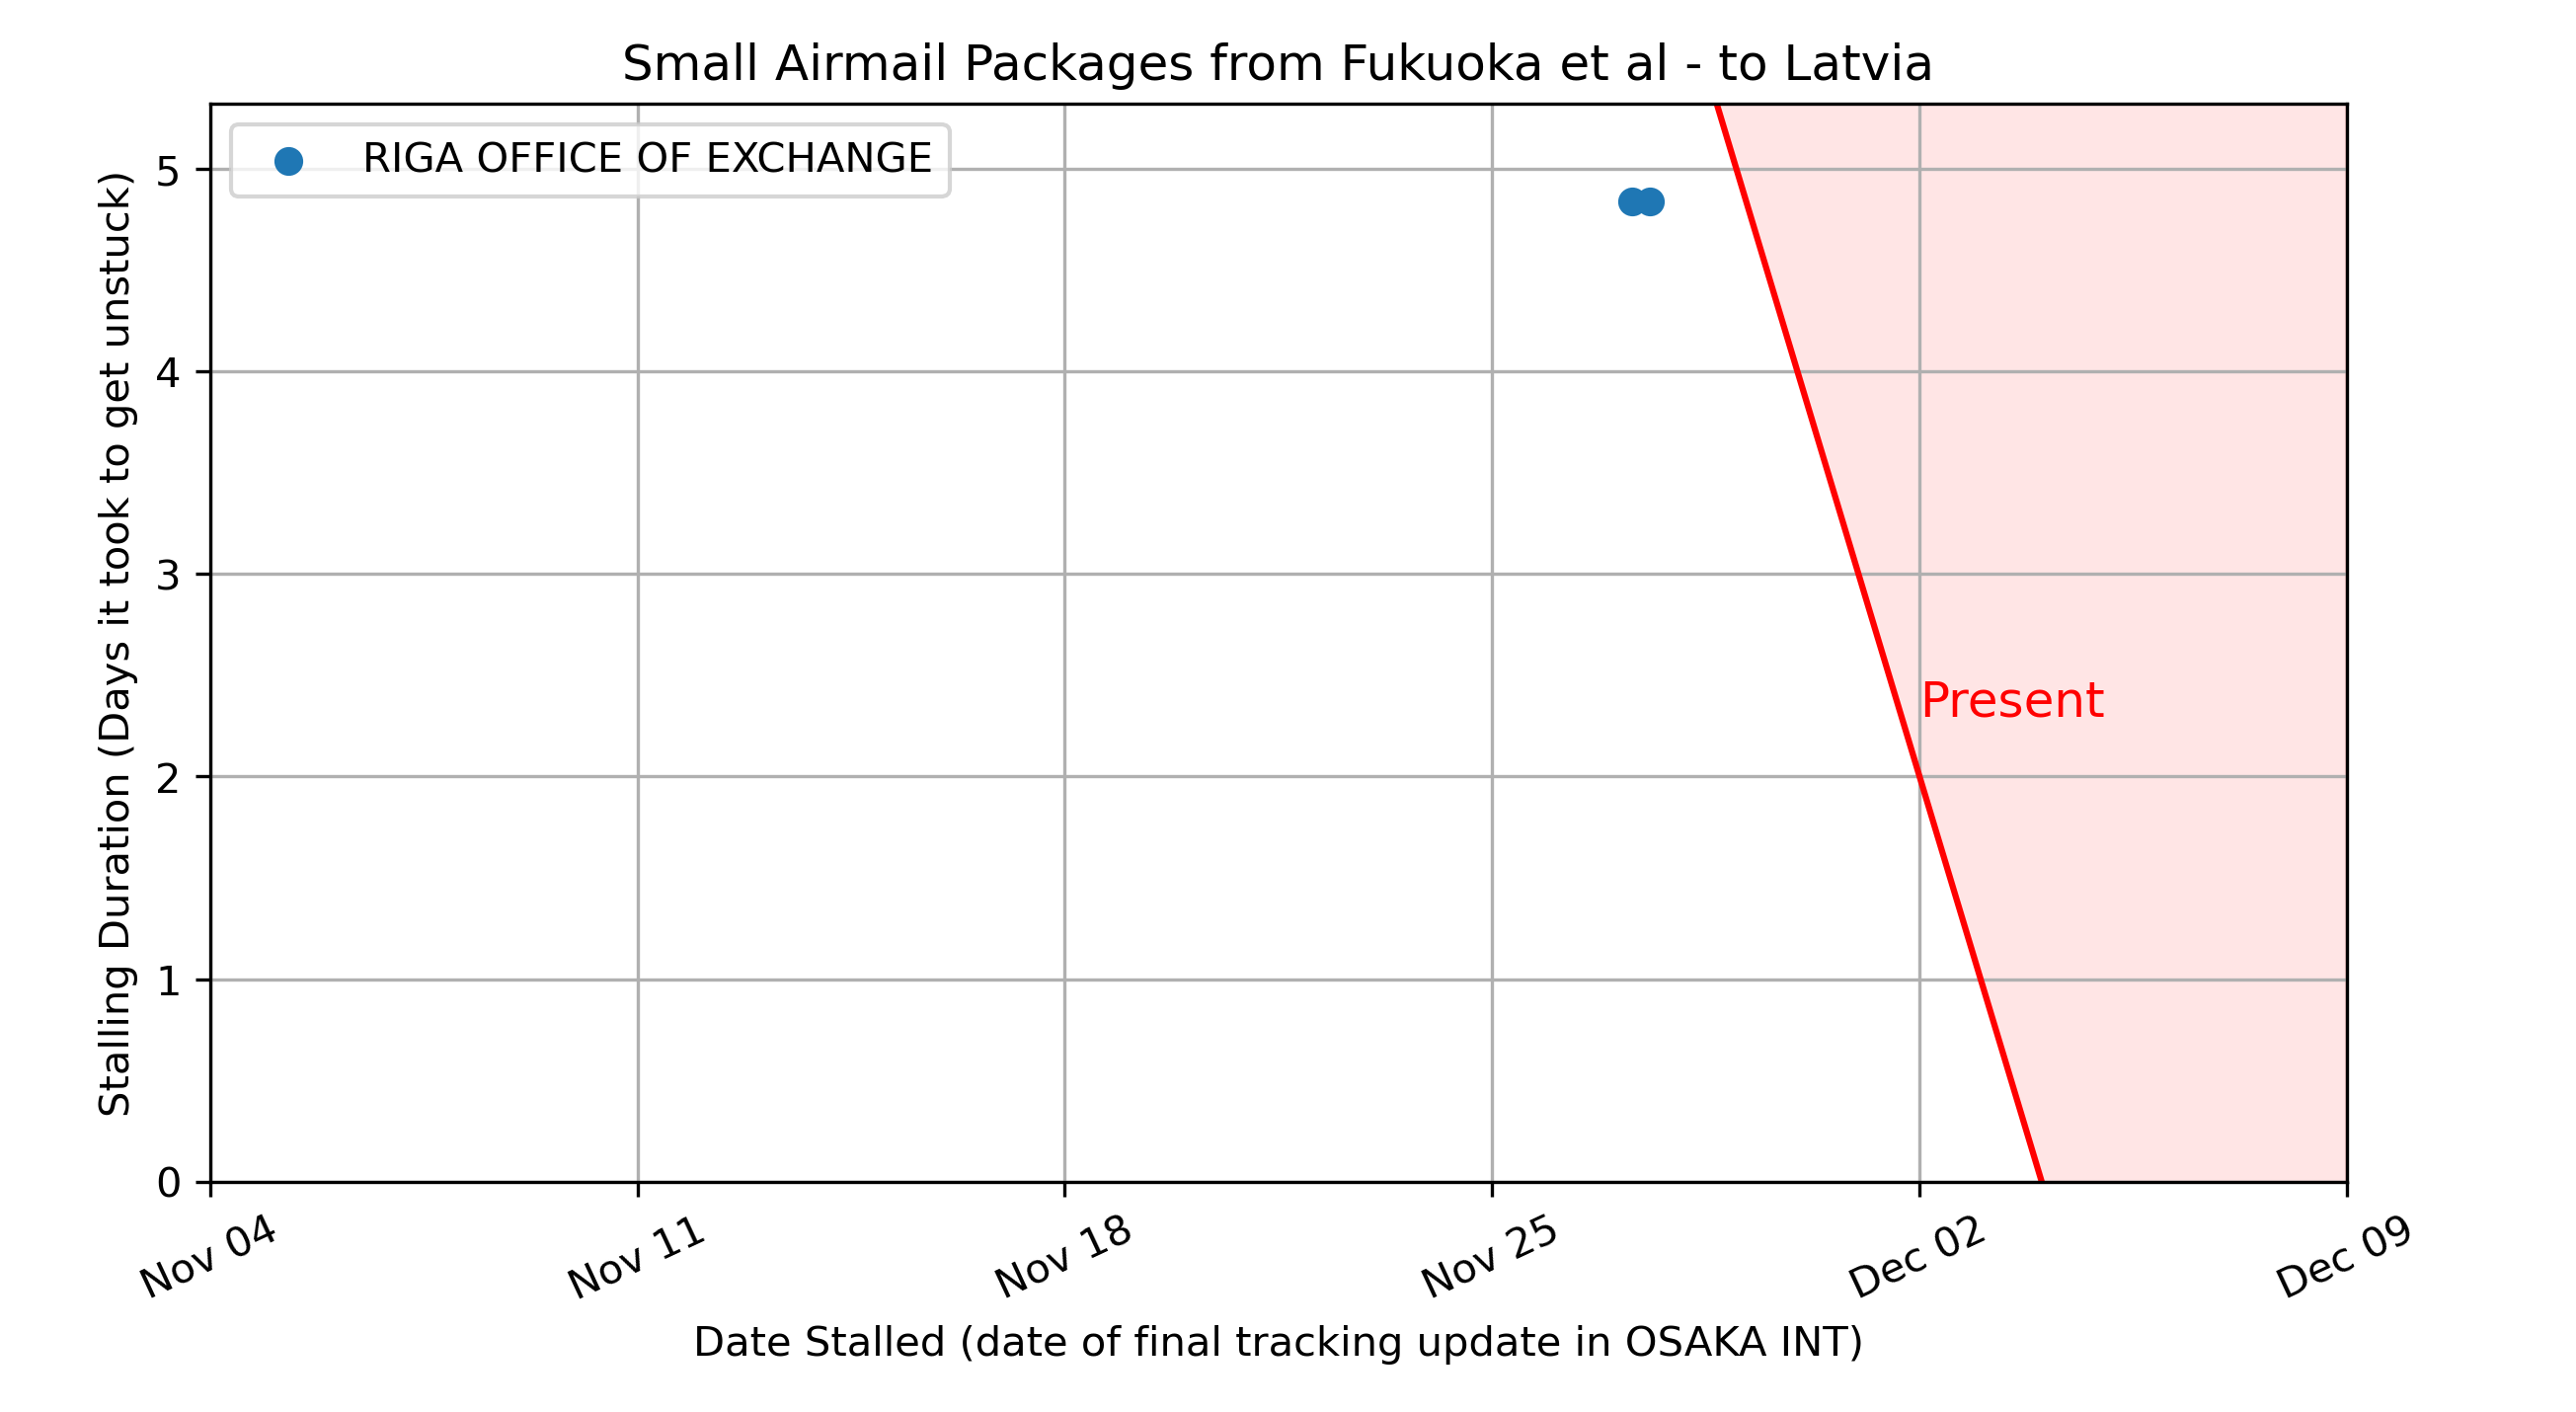 Small Airmail Packages from Fukuoka et al - to Latvia
RIGA OFFICE OF EXCHANGE
Stalling Duration (Days it took to get unstuck)
5
4
3
2
1
0
Present
Nov 04
Nov 11
Nov 18
Nov 25
Dec 02
Dec 09
Date Stalled (date of final tracking update in OSAKA INT)